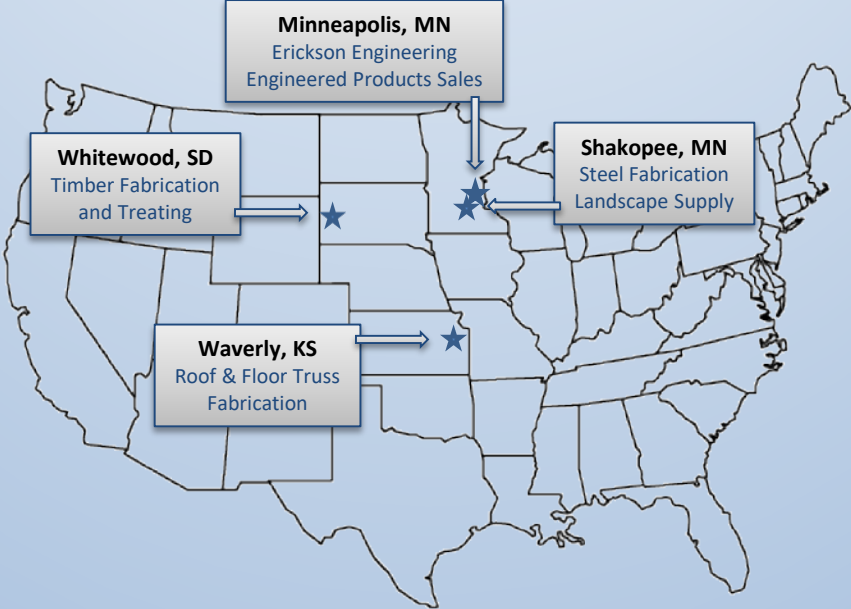 Minneapolis, MN
Erickson Engineering
Engineered Products Sales
Whitewood, SD
Timber Fabrication
and Treating
Shakopee, MN
Steel Fabrication
Landscape Supply
Waverly, KS
Roof & Floor Truss
Fabrication